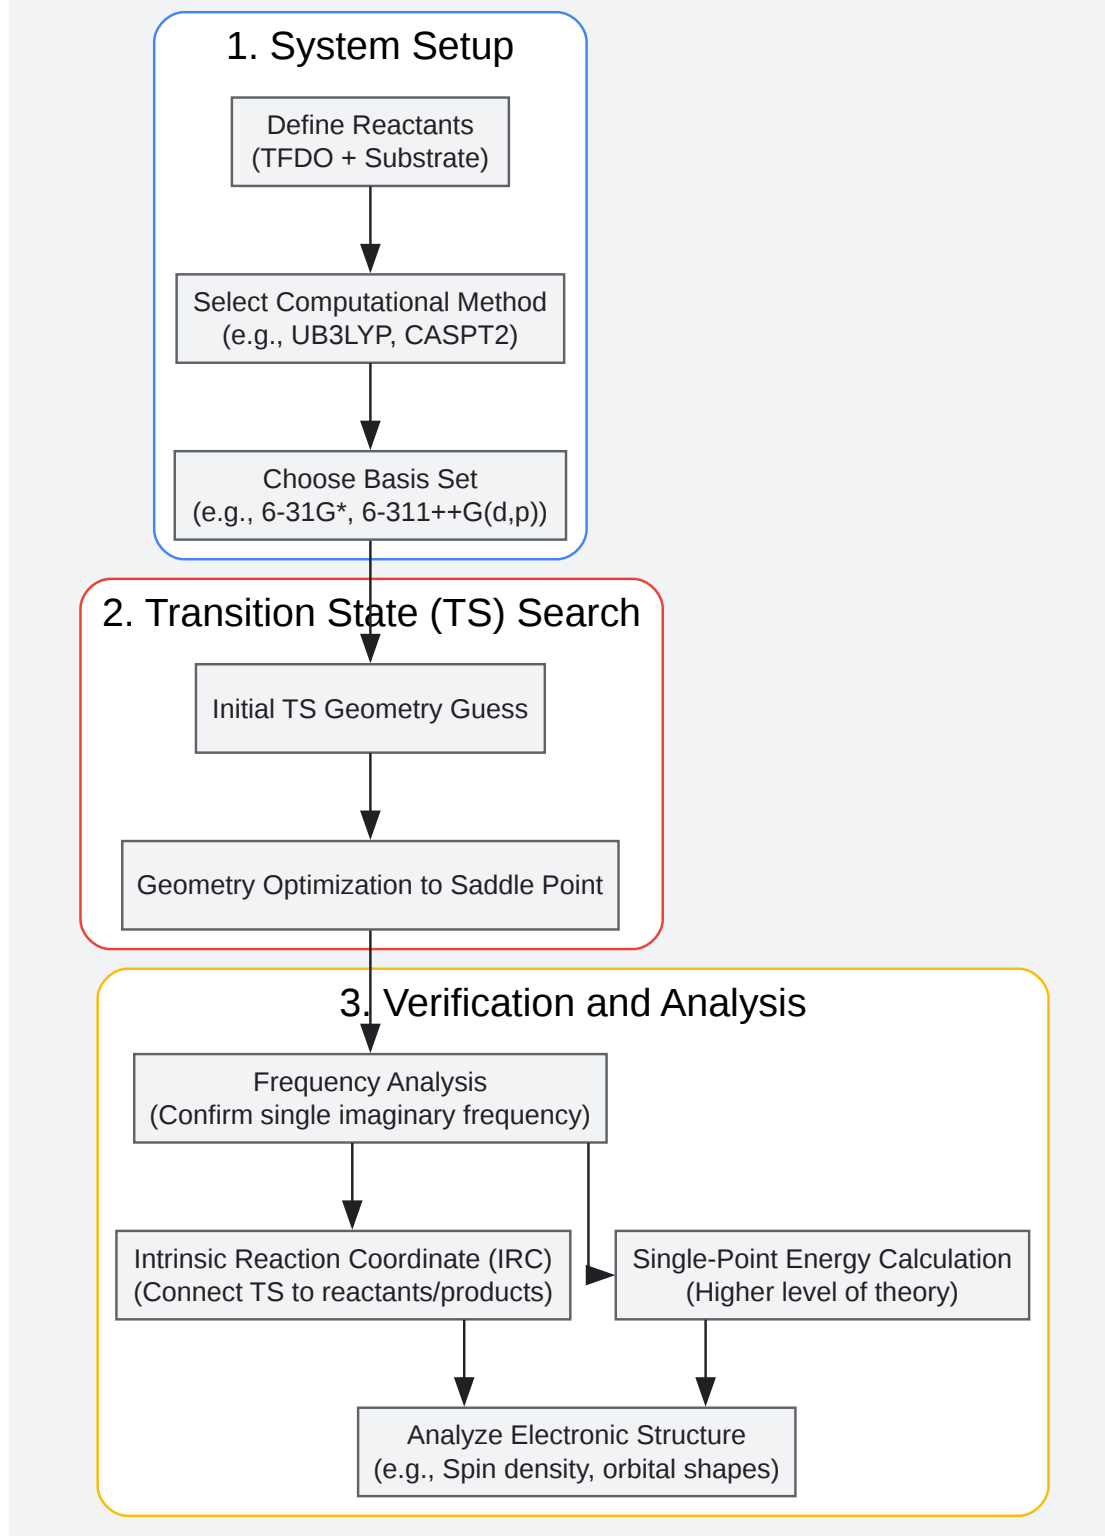 1. System Setup
Define Reactants
(TFDO + Substrate)
Select Computational Method
(e.g., UB3LYP, CASPT2)
Choose Basis Set
(e.g., 6-31G*, 6-311++G(d,p))
2. Transition State (TS) Search
Initial TS Geometry Guess
Geometry Optimization to Saddle Point
3. Verification and Analysis
Frequency Analysis
(Confirm single imaginary frequency)
Intrinsic Reaction Coordinate (IRC)
(Connect TS to reactants/products)
Single-Point Energy Calculation
(Higher level of theory)
Analyze Electronic Structure
(e.g., Spin density, orbital shapes)